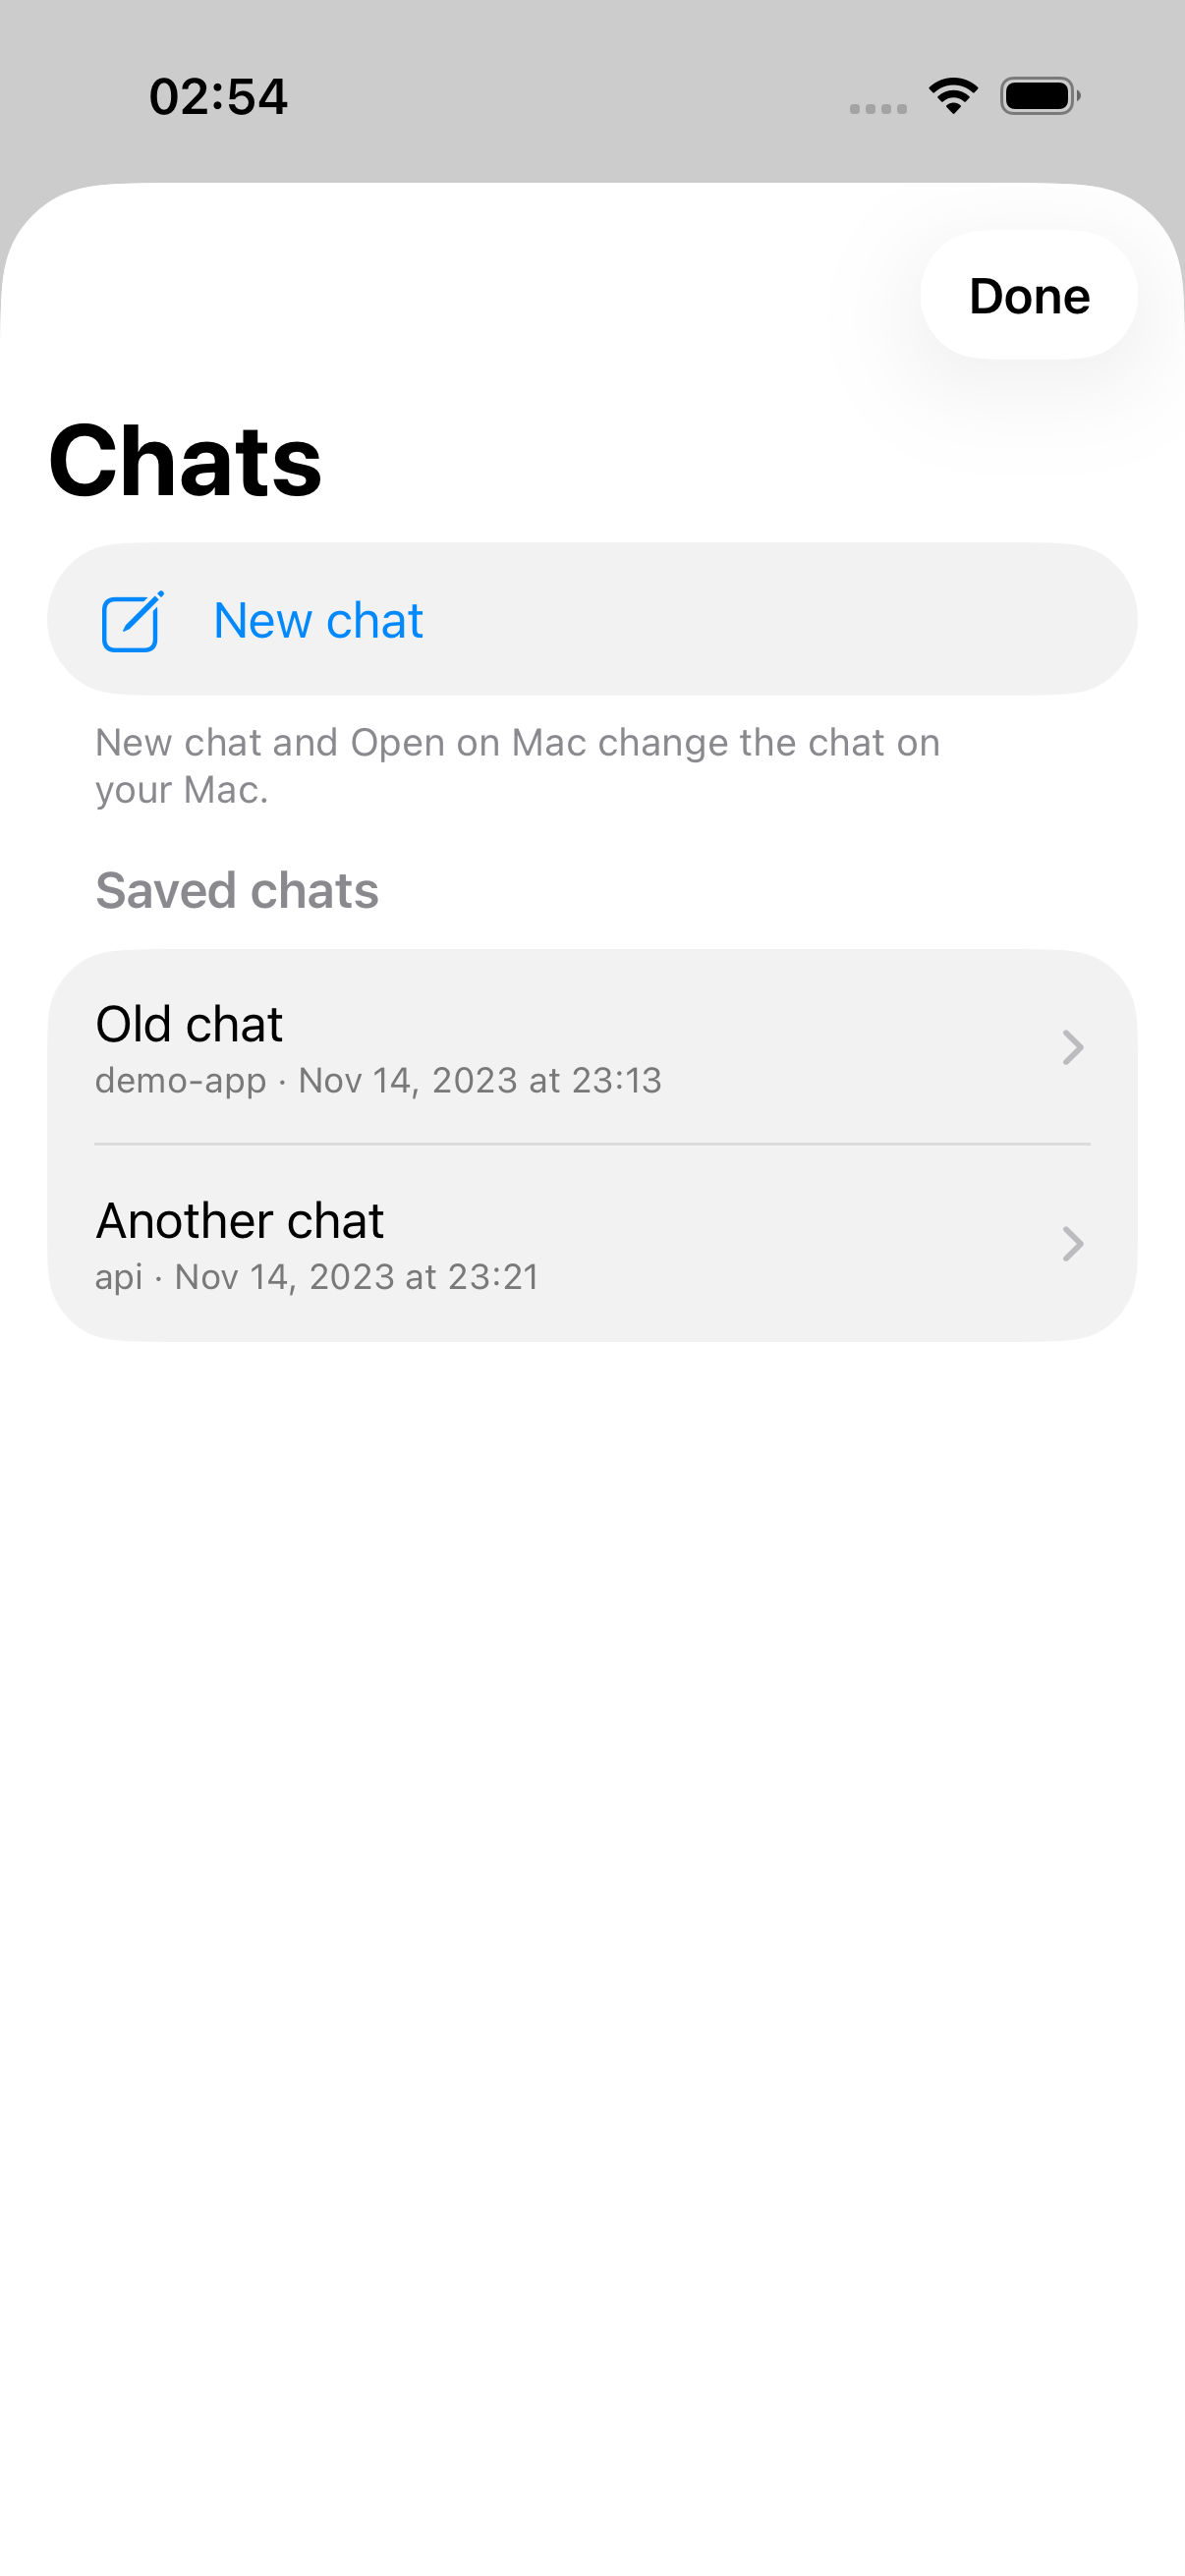 02:54
Done
Chats
New chat
New chat and Open on Mac change the chat on
your Mac.
Saved chats
Old chat
demo-app · Nov 14, 2023 at 23:13
Another chat
api · Nov 14, 2023 at 23:21